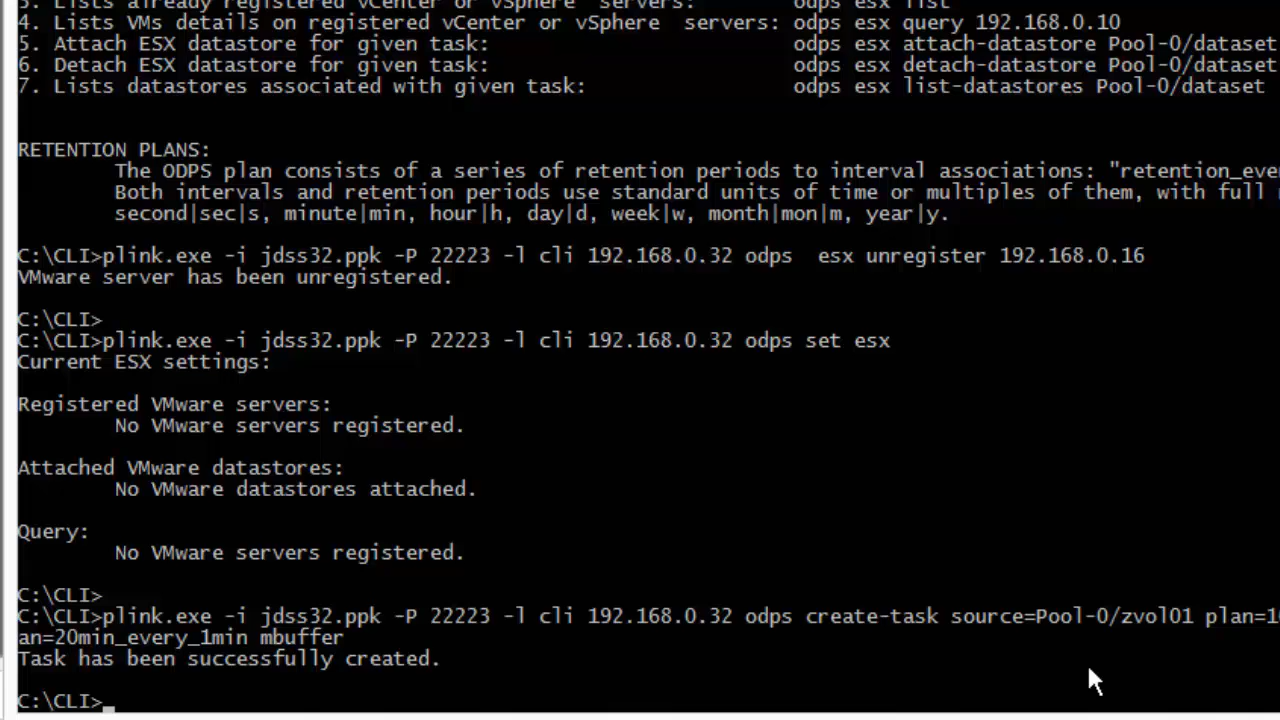 3. Lists already registered vCenter or vSphere servers: odps esx list
4. Lists VMs details on registered vCenter or vSphere  servers: odps esx query 192.168.0.10
5. Attach ESX datastore for given task: odps esx attach-datastore Pool-0/dataset
6. Detach ESX datastore for given task: odps esx detach-datastore Pool-0/dataset
7. Lists datastores associated with given task: odps esx list-datastores Pool-0/dataset
RETENTION PLANS:
The ODPS plan consists of a series of retention periods to interval associations: "retention_eve
Both intervals and retention periods use standard units of time or multiples of them, with full
second|sec|s, minute|min, hour|h, day|d, week|w, month|mon|m, year|y.
C:\CLI>plink.exe -i jdss32.ppk -P 22223 -l cli 192.168.0.32 odps  esx unregister 192.168.0.16
VMware server has been unregistered.
C:\CLI>
C:\CLI>plink.exe -i jdss32.ppk -P 22223 -l cli 192.168.0.32 odps set esx
Current ESX settings:
Registered VMware servers:
No VMware servers registered.
Attached VMware datastores:
No VMware datastores attached.
Query:
No VMware servers registered.
C:\CLI>
C:\CLI>plink.exe -i jdss32.ppk -P 22223 -l cli 192.168.0.32 odps create-task source=Pool-0/zvol01 plan=1
an=20min_every_1min mbuffer
Task has been successfully created.
C:\CLI>